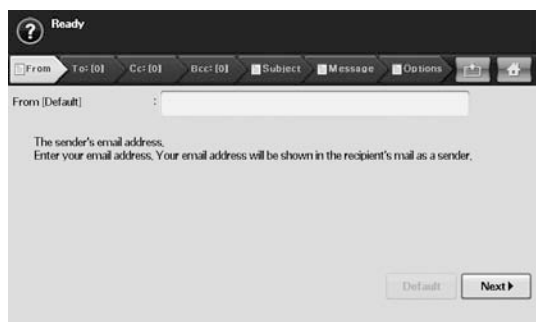 ?
Ready
From To: [0] Cc: [0] Bcc: [0] Subject Message Options
From [Default] :
The sender's email address,
Enter your email address, Your email address will be shown in the recipient's mail as a sender,
Default Next